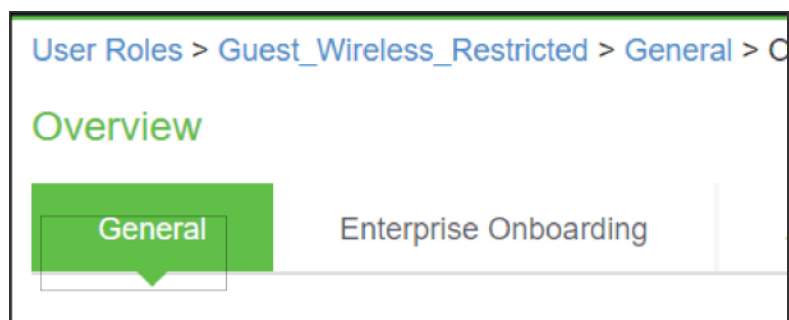 User Roles > Guest_Wireless_Restricted > General >
Overview
General Enterprise Onboarding